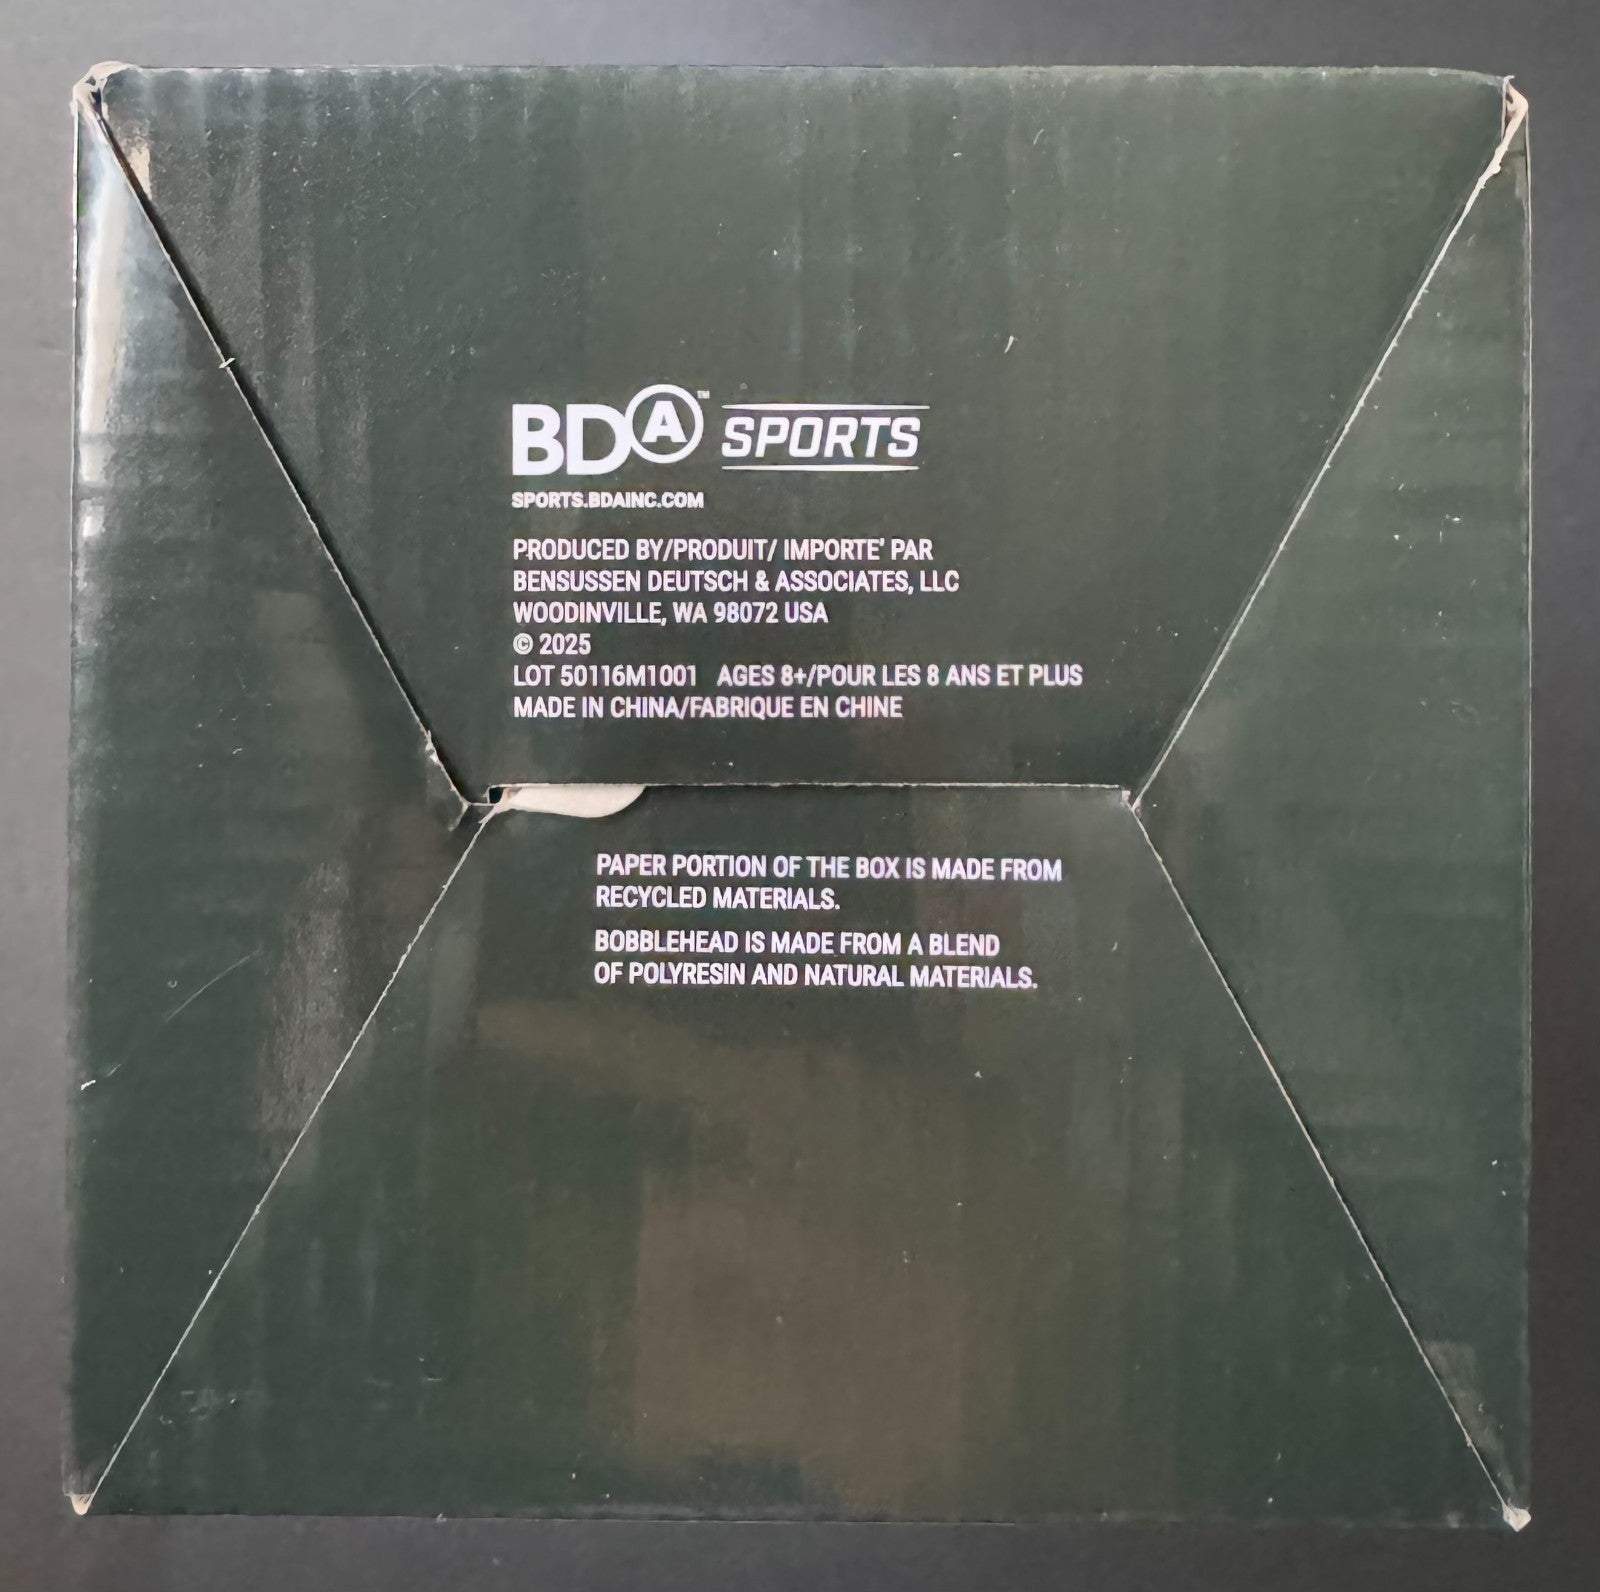 BDA™ SPORTS
SPORTS.BDAINC.COM
PRODUCED BY/PRODUIT/ IMPORTE' PAR
BENSUSSEN DEUTSCH & ASSOCIATES, LLC
WOODINVILLE, WA 98072 USA
© 2025
LOT 50116M1001 AGES 8+/POUR LES 8 ANS ET PLUS
MADE IN CHINA/FABRIQUE EN CHINE
PAPER PORTION OF THE BOX IS MADE FROM
RECYCLED MATERIALS.
BOBBLEHEAD IS MADE FROM A BLEND
OF POLYRESIN AND NATURAL MATERIALS.